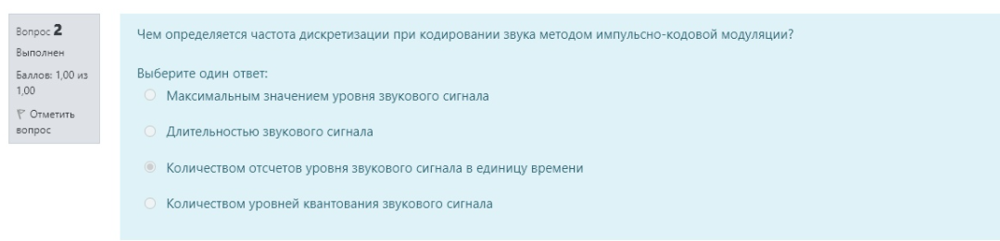 Вопрос 2
Выполнен
Баллов: 1,00 из
1,00
Отметить
вопрос
Чем определяется частота дискретизации при кодировании звука методом импульсно-кодовой модуляции?
Выберите один ответ:
Максимальным значением уровня звукового сигнала
Длительностью звукового сигнала
Количеством отсчетов уровня звукового сигнала в единицу времени
Количеством уровней квантования звукового сигнала